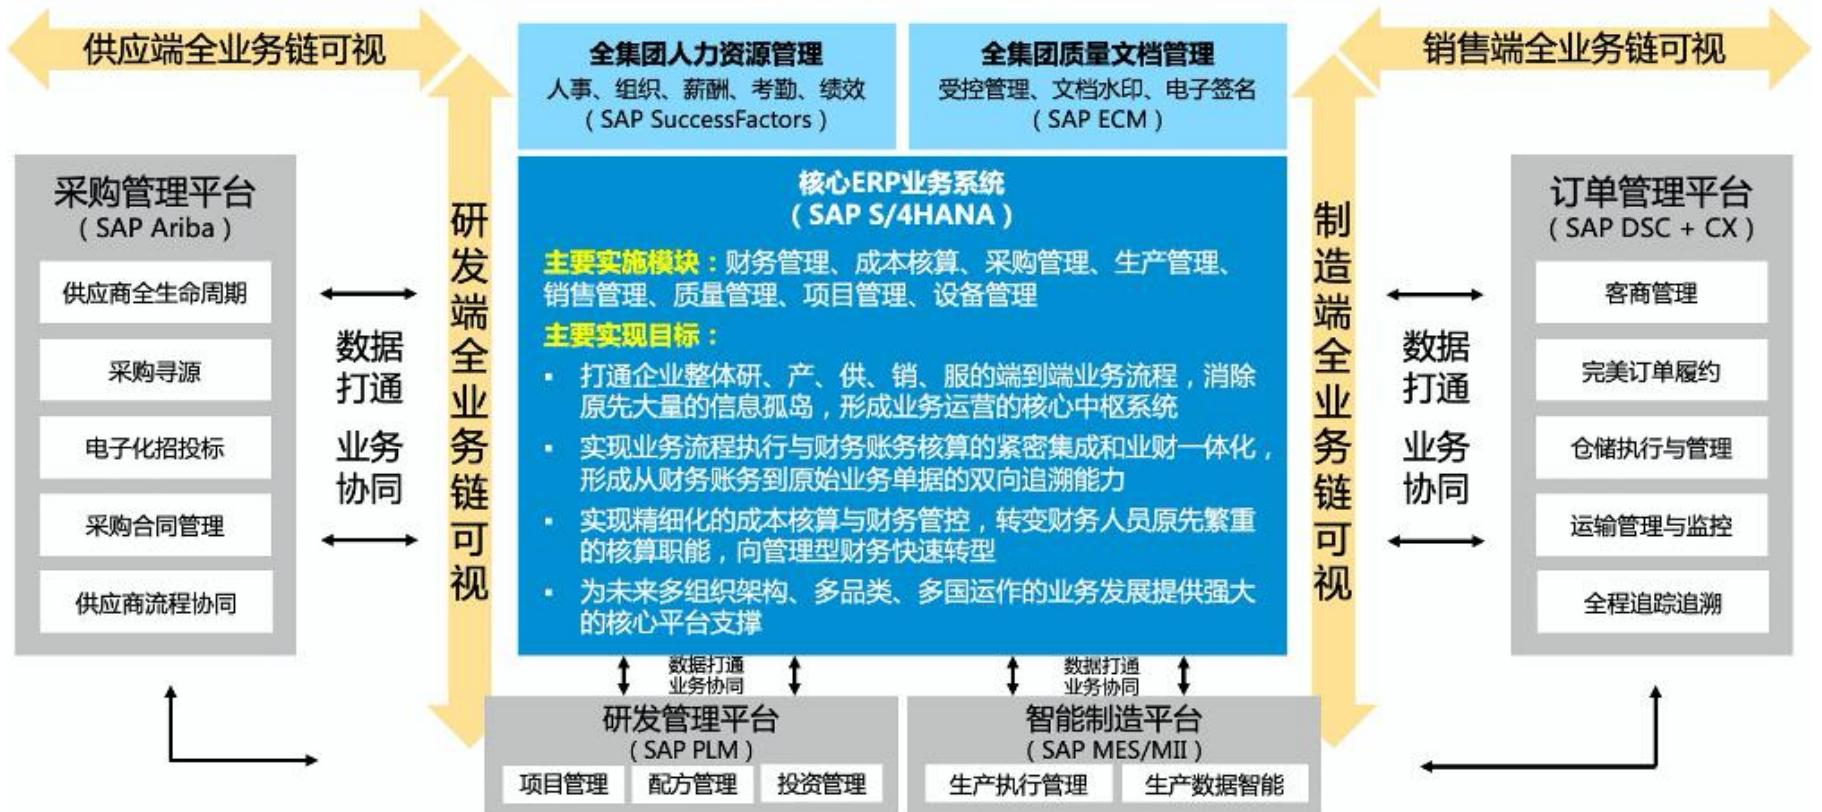 供应端全业务链可视
全集团人力资源管理
人事、组织、薪酬、考勤、绩效
（SAP SuccessFactors）
全集团质量文档管理
受控管理、文档水印、电子签名
（SAP ECM）
销售端全业务链可视
采购管理平台
（SAP Ariba）
供应商全生命周期
采购寻源
电子化招投标
采购合同管理
供应商流程协同
数据
打通
业务
协同
研发端全业务链可视
核心ERP业务系统
（SAP S/4HANA）
主要实施模块：财务管理、成本核算、采购管理、生产管理、
销售管理、质量管理、项目管理、设备管理
主要实现目标：
▪ 打通企业整体研、产、供、销、服的端到端业务流程，消除
原先大量的信息孤岛，形成业务运营的核心中枢系统
▪ 实现业务流程执行与财务账务核算的紧密集成和业财一体化，
形成从财务账务到原始业务单据的双向追溯能力
▪ 实现精细化的成本核算与财务管控，转变财务人员原先繁重
的核算职能，向管理型财务快速转型
▪ 为未来多组织架构、多品类、多国运作的业务发展提供强大
的核心平台支撑
制造端全业务链可视
数据
打通
业务
协同
订单管理平台
（SAP DSC + CX）
客商管理
完美订单履约
仓储执行与管理
运输管理与监控
全程追踪追溯
数据打通
业务协同
数据打通
业务协同
研发管理平台
（SAP PLM）
项目管理
配方管理
投资管理
智能制造平台
（SAP MES/MII）
生产执行管理
生产数据智能